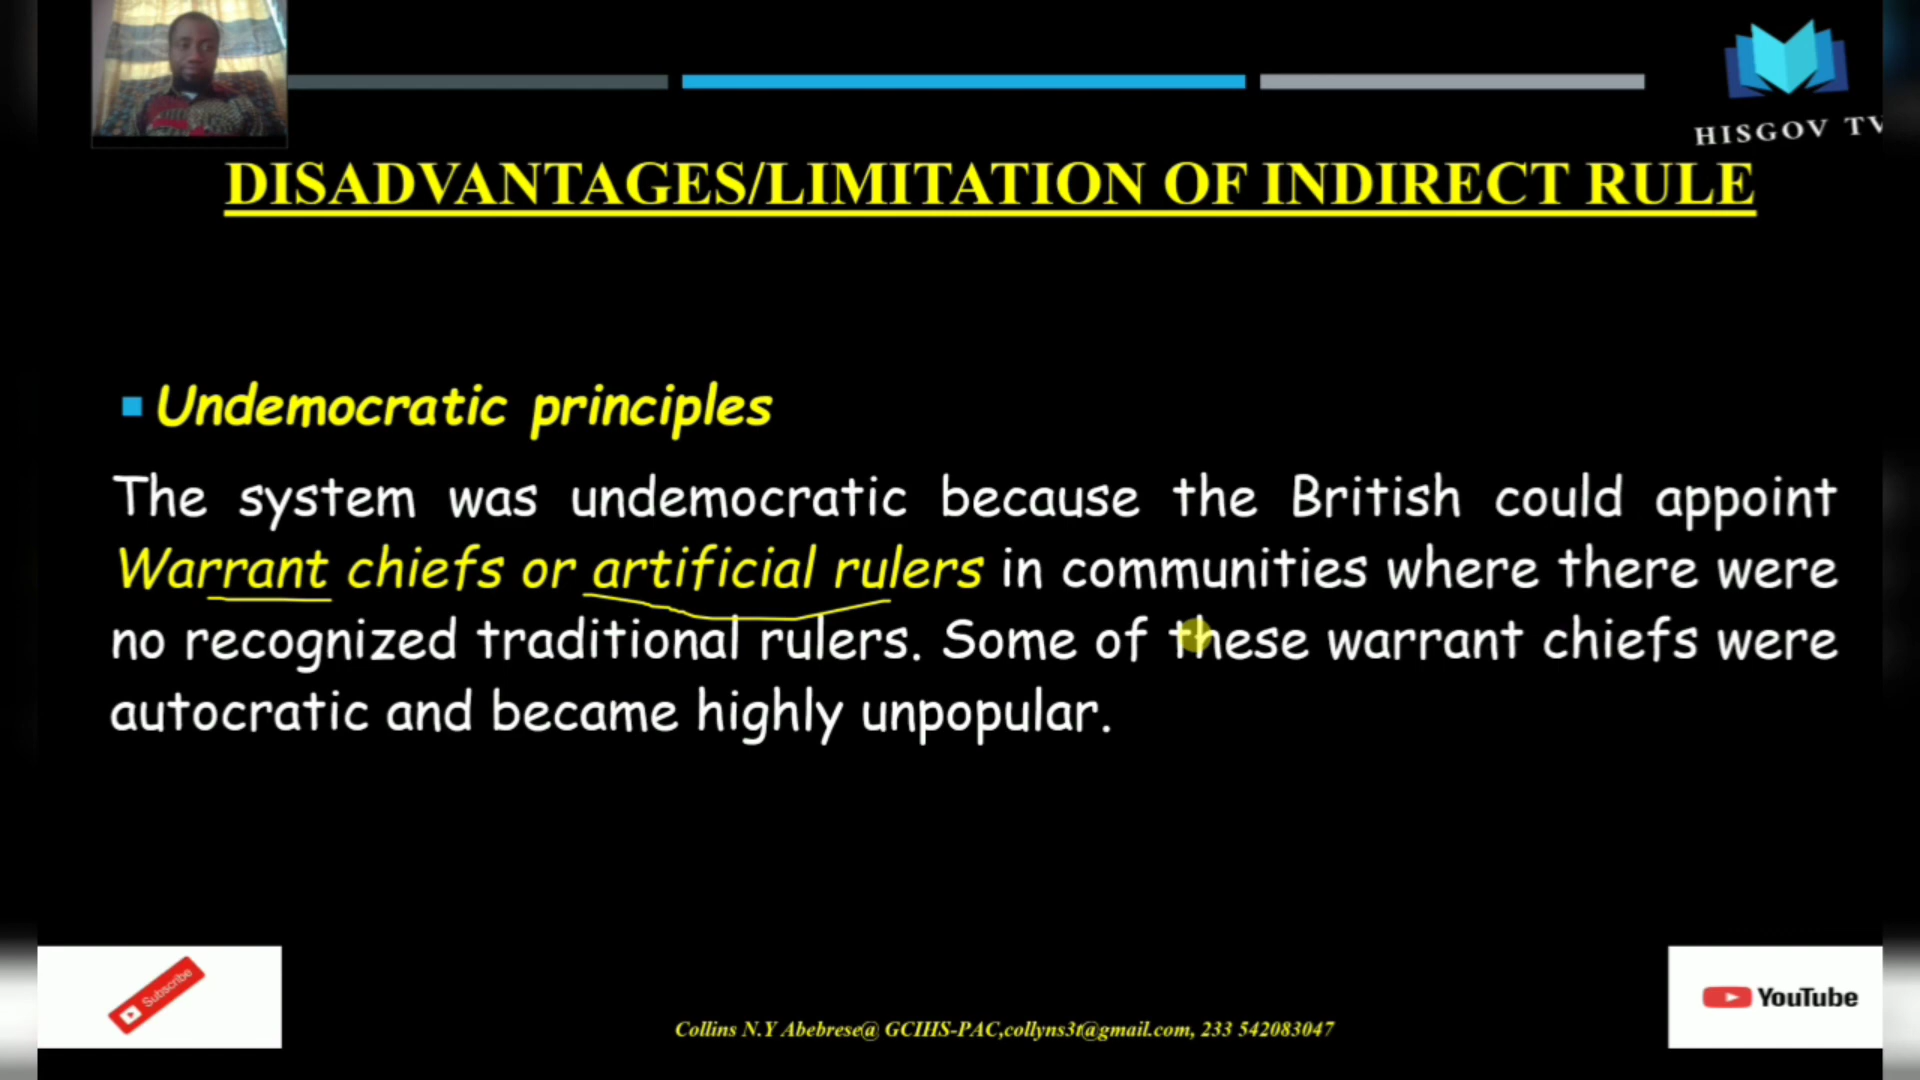 HISGOV TV
DISADVANTAGES/LIMITATION OF INDIRECT RULE
Undemocratic principles
The system was undemocratic because the British could appoint
Warrant chiefs or artificial rulers in communities where there were
no recognized traditional rulers. Some of these warrant chiefs were
autocratic and became highly unpopular.
Subscribe
YouTube
Collins N.Y Abebrese@ GCIHS-PAC,collyns3t@gmail.com, 233 542083047